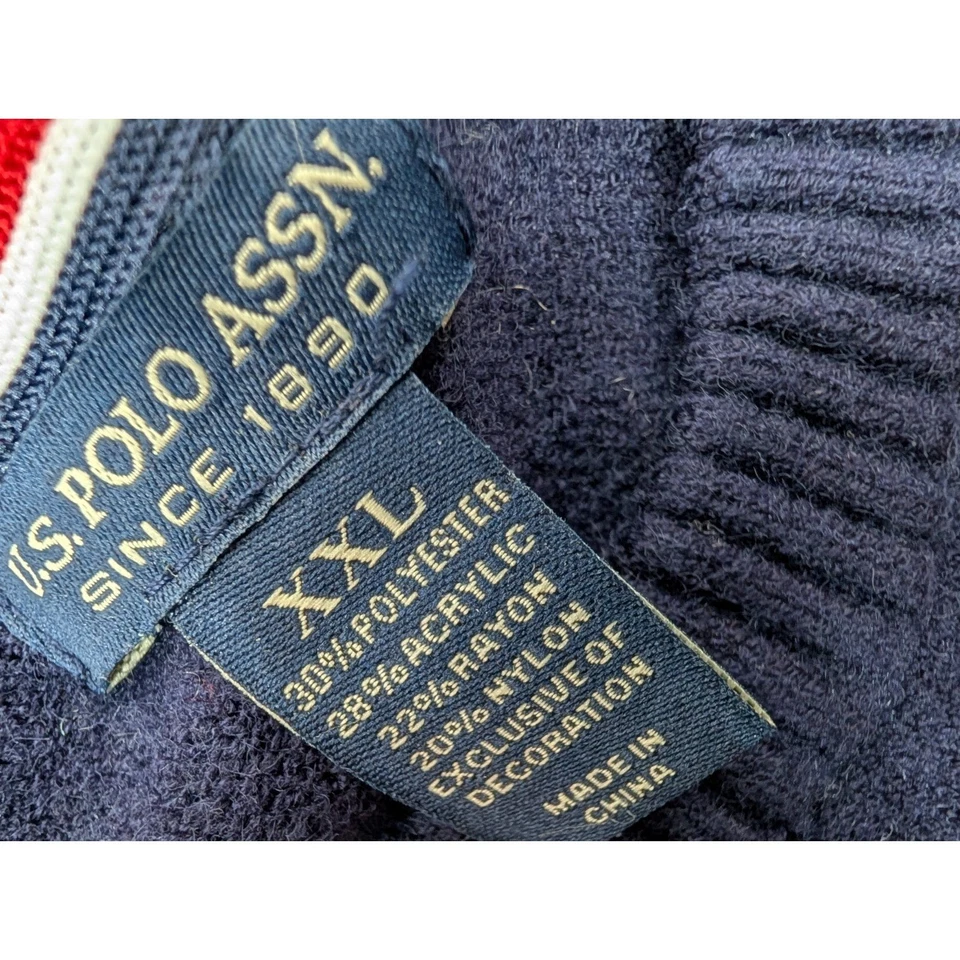 U.S. POLO ASSN.
SINCE 1890
XXL
30% POLYESTER
28% ACRYLIC
22% RAYON
20% NYLON
EXCLUSIVE OF
DECORATION
MADE IN
CHINA